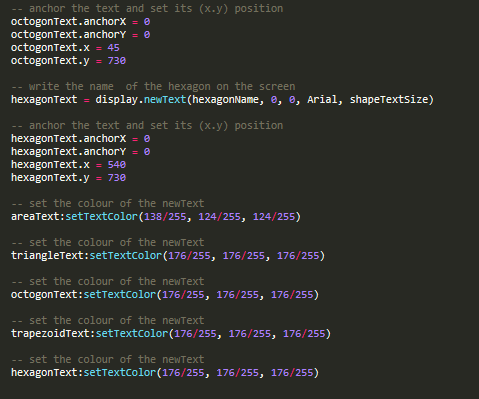 -- anchor the text and set its (x.y) position
octogonText.anchorX = 0
octogonText.anchorY = 0
octogonText.x = 45
octogonText.y = 730
-- write the name  of the hexagon on the screen
hexagonText = display.newText(hexagonName, 0, 0, Arial, shapeTextSize)
-- anchor the text and set its (x.y) position
hexagonText.anchorX = 0
hexagonText.anchorY = 0
hexagonText.x = 540
hexagonText.y = 730
-- set the colour of the newText
areaText:setTextColor(138/255, 124/255, 124/255)
-- set the colour of the newText
triangleText:setTextColor(176/255, 176/255, 176/255)
-- set the colour of the newText
octogonText:setTextColor(176/255, 176/255, 176/255)
-- set the colour of the newText
trapezoidText:setTextColor(176/255, 176/255, 176/255)
-- set the colour of the newText
hexagonText:setTextColor(176/255, 176/255, 176/255)